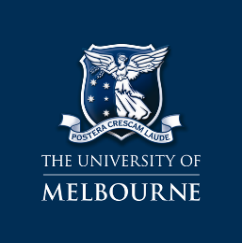 POSTERA CRESCAM LAUDE
THE UNIVERSITY OF
MELBOURNE